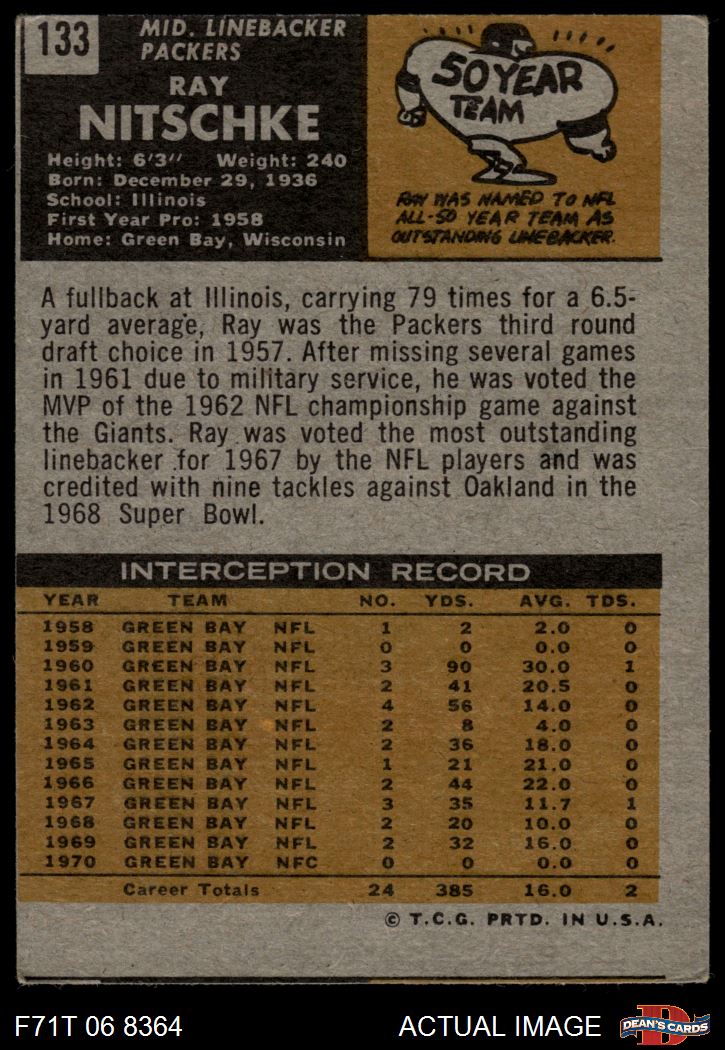 133
MID. LINEBACKER
PACKERS
RAY
NITSCHKE
Height: 6'3" Weight: 240
Born: December 29, 1936
School: Illinois
First Year Pro: 1958
Home: Green Bay, Wisconsin
50 YEAR
TEAM
RAY WAS NAMED TO NFL
ALL-50 YEAR TEAM AS
OUTSTANDING LINEBACKER.
A fullback at Illinois, carrying 79 times for a 6.5-
yard average, Ray was the Packers third round
draft choice in 1957. After missing several games
in 1961 due to military service, he was voted the
MVP of the 1962 NFL championship game against
the Giants. Ray was voted the most outstanding
linebacker for 1967 by the NFL players and was
credited with nine tackles against Oakland in the
1968 Super Bowl.
INTERCEPTION RECORD
YEAR TEAM NO. YDS. AVG. TDS.
1958 GREEN BAY NFL 1 2 2.0 0
1959 GREEN BAY NFL 0 0 0.0 0
1960 GREEN BAY NFL 3 90 30.0 1
1961 GREEN BAY NFL 2 41 20.5 0
1962 GREEN BAY NFL 4 56 14.0 0
1963 GREEN BAY NFL 2 8 4.0 0
1964 GREEN BAY NFL 2 36 18.0 0
1965 GREEN BAY NFL 1 21 21.0 0
1966 GREEN BAY NFL 2 44 22.0 0
1967 GREEN BAY NFL 3 35 11.7 1
1968 GREEN BAY NFL 2 20 10.0 0
1969 GREEN BAY NFL 2 32 16.0 0
1970 GREEN BAY NFC 0 0 0.0 0
Career Totals 24 385 16.0 2
© T.C.G. PRTD. IN U.S.A.
F71T 06 8364
ACTUAL IMAGE
D
DEAN'S CARDS